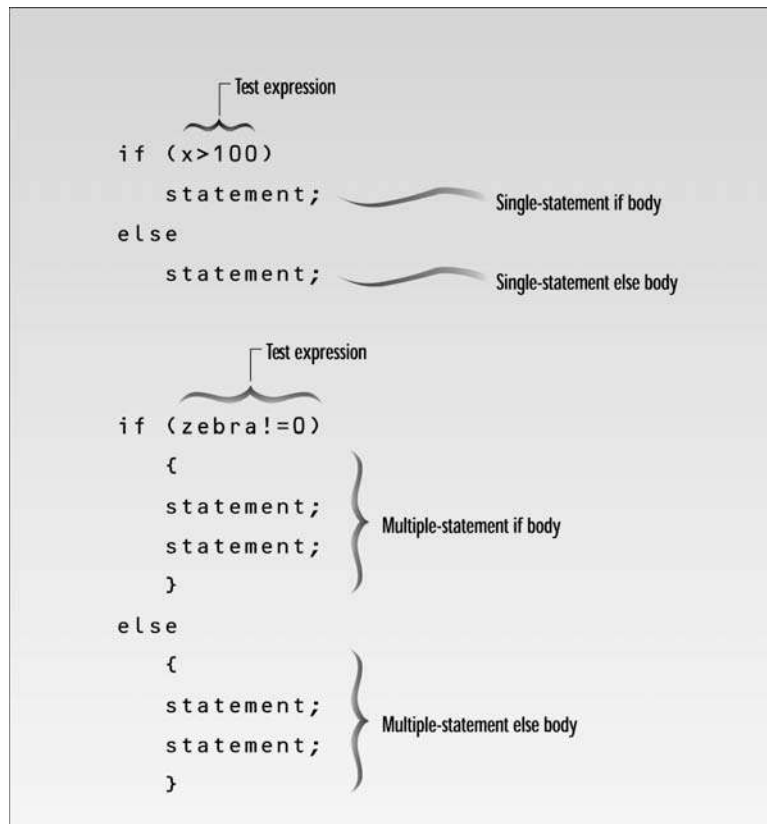 Test expression
if (x>100)
statement;
Single-statement if body
else
statement;
Single-statement else body
Test expression
if (zebra!=0)
{
statement;
statement;
}
Multiple-statement if body
else
{
statement;
statement;
}
Multiple-statement else body